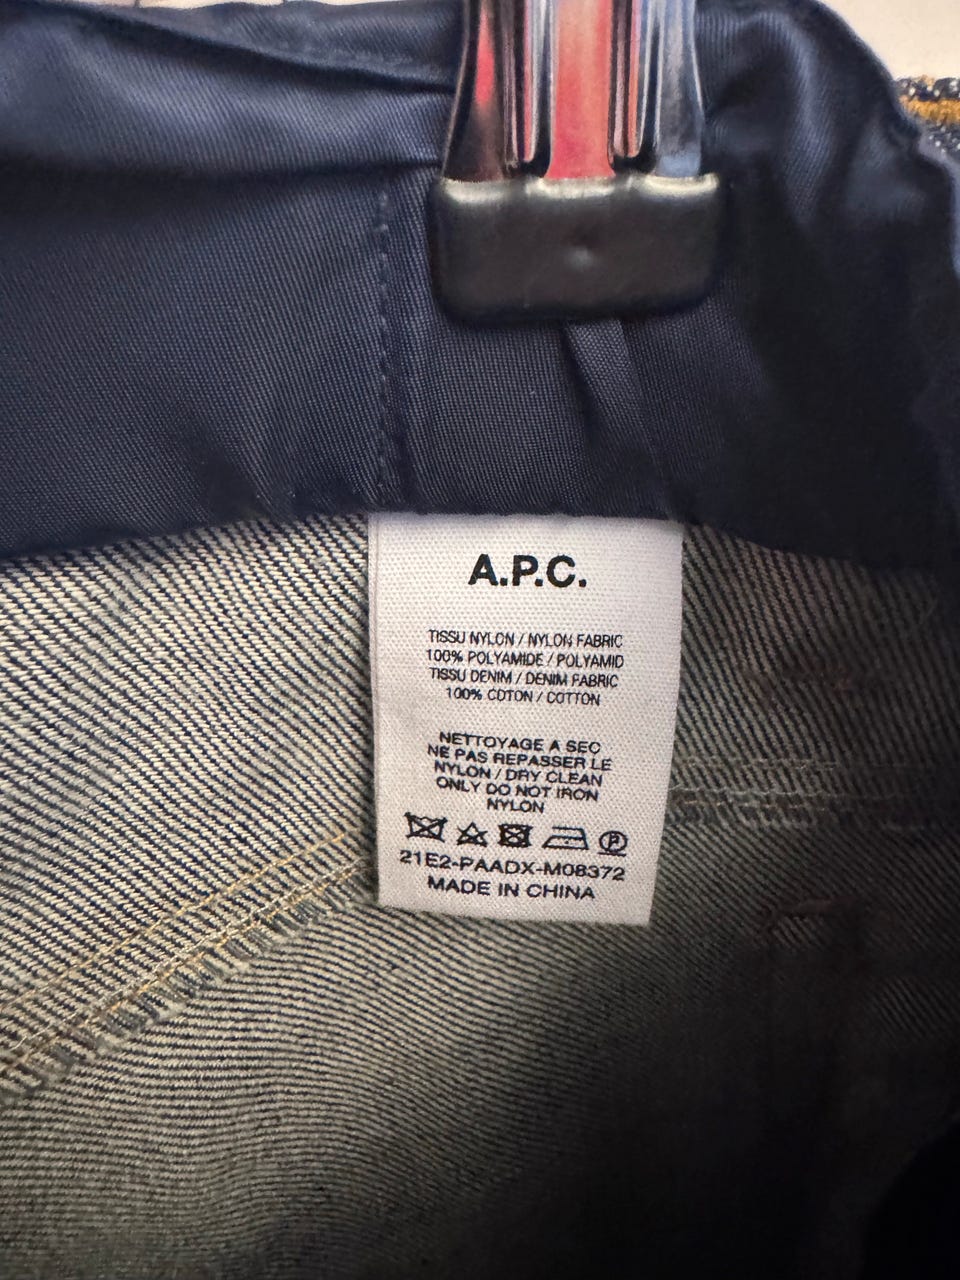 A.P.C.
TISSU NYLON / NYLON FABRIC
100% POLYAMIDE / POLYAMID
TISSU DENIM / DENIM FABRIC
100% COTON / COTTON
NETTOYAGE A SEC
NE PAS REPASSER LE
NYLON / DRY CLEAN
ONLY DO NOT IRON
NYLON
P
21E2-PAADX-M08372
MADE IN CHINA